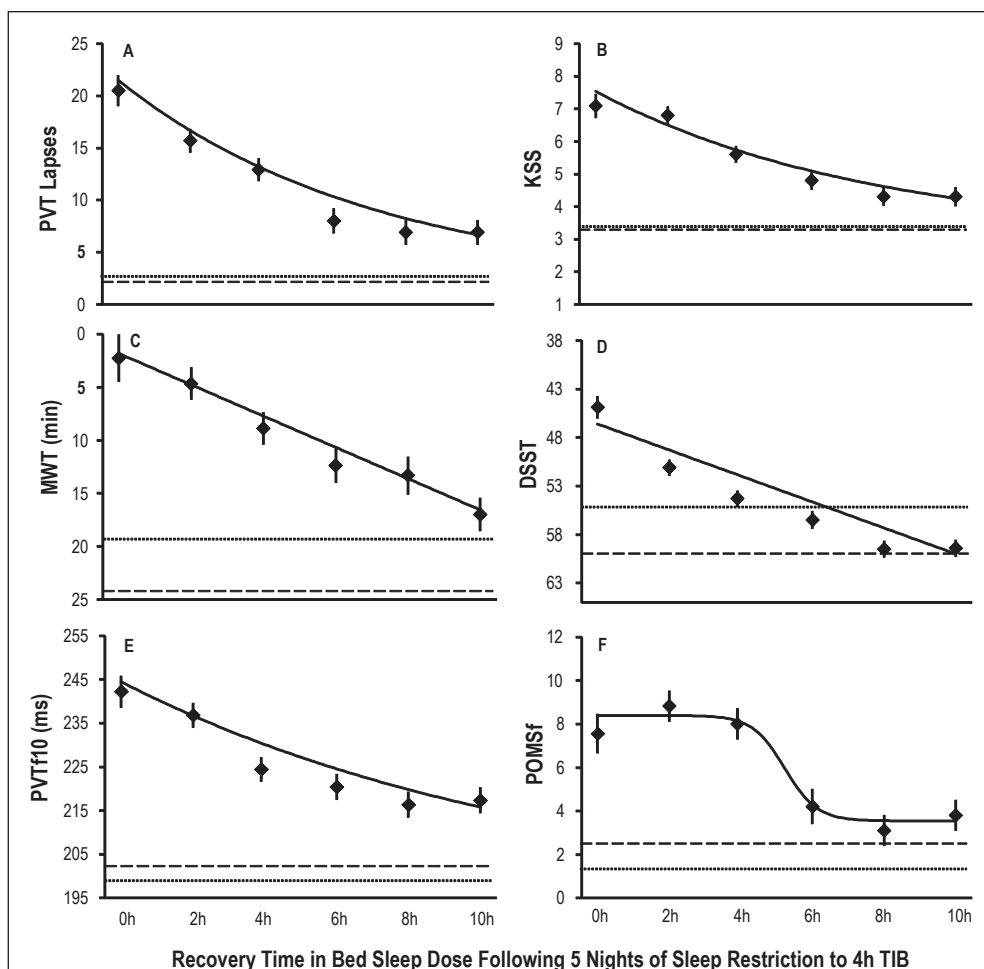 A
PVT Lapses
25
20
15
10
5
0
B
KSS
9
8
7
6
5
4
3
2
1
C
MWT (min)
0
5
10
15
20
25
D
DSST
38
43
48
53
58
63
E
PVTf10 (ms)
255
245
235
225
215
205
195
0h 2h 4h 6h 8h 10h
F
POMSf
12
10
8
6
4
2
0
0h 2h 4h 6h 8h 10h
Recovery Time in Bed Sleep Dose Following 5 Nights of Sleep Restriction to 4h TIB